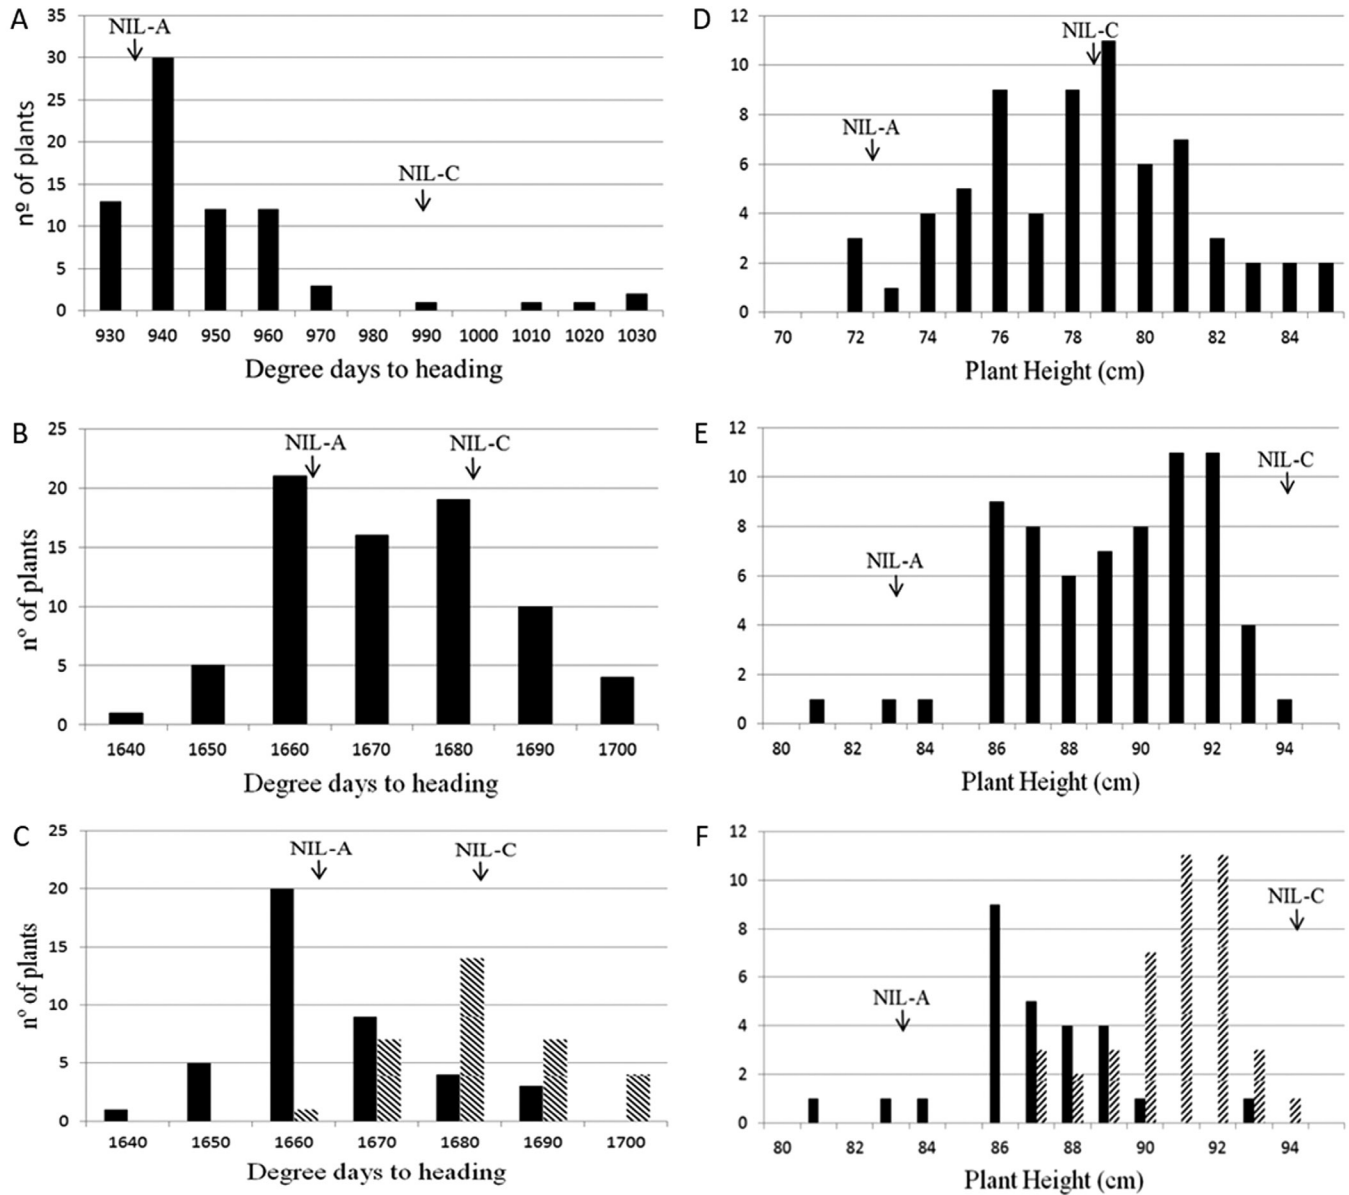 A
35
30
25
20
15
10
5
0
nº of plants
NIL-A
NIL-C
930 940 950 960 970 980 990 1000 1010 1020 1030
Degree days to heading
D
12
10
8
6
4
2
0
NIL-C
NIL-A
70 72 74 76 78 80 82 84
Plant Height (cm)
B
25
20
15
10
5
0
nº of plants
NIL-A
NIL-C
1640 1650 1660 1670 1680 1690 1700
Degree days to heading
E
12
10
8
6
4
2
0
NIL-C
NIL-A
80 82 84 86 88 90 92 94
Plant Height (cm)
C
25
20
15
10
5
0
nº of plants
NIL-A
NIL-C
1640 1650 1660 1670 1680 1690 1700
Degree days to heading
F
12
10
8
6
4
2
0
NIL-C
NIL-A
80 82 84 86 88 90 92 94
Plant Height (cm)